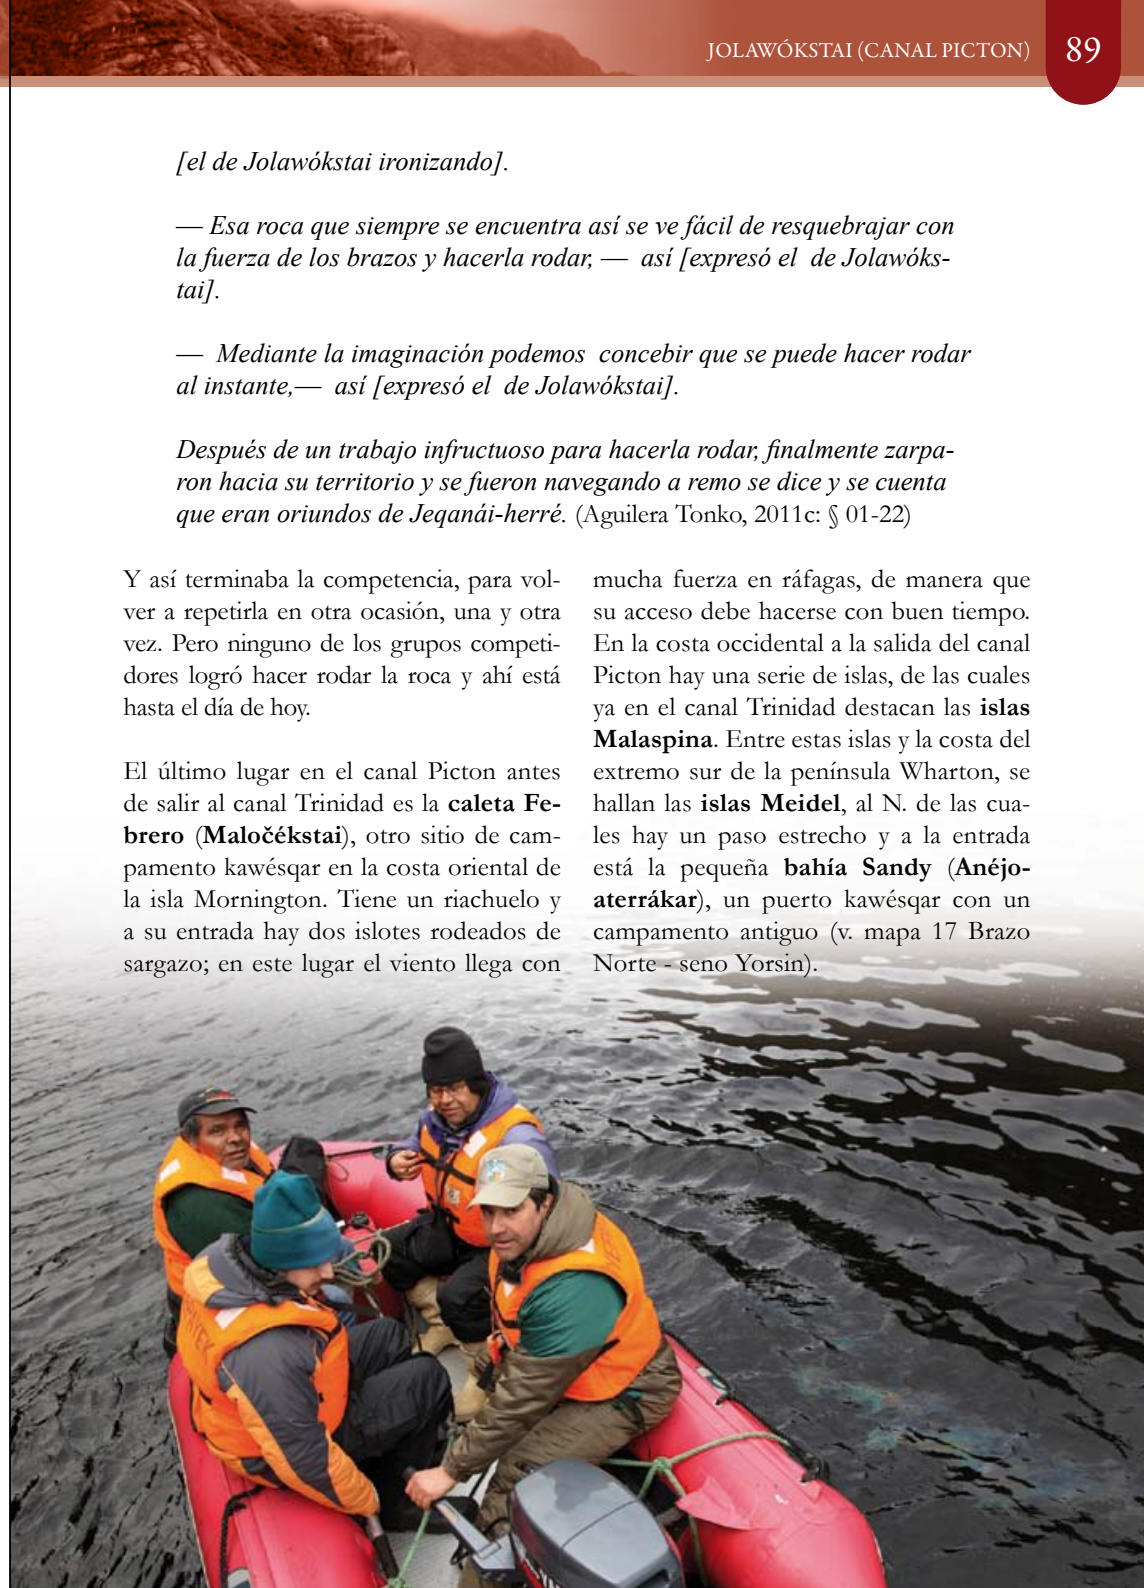 JOLAWÓKSTAI (CANAL PICTON)
89
[el de Jolawókstai ironizando].
— Esa roca que siempre se encuentra así se ve fácil de resquebrajar con
la fuerza de los brazos y hacerla rodar, — así [expresó el de Jolawóks-
tai].
— Mediante la imaginación podemos concebir que se puede hacer rodar
al instante,— así [expresó el de Jolawókstai].
Después de un trabajo infructuoso para hacerla rodar, finalmente zarpa-
ron hacia su territorio y se fueron navegando a remo se dice y se cuenta
que eran oriundos de Jeqanái-herré. (Aguilera Tonko, 2011c: § 01-22)
Y así terminaba la competencia, para vol-
ver a repetirla en otra ocasión, una y otra
vez. Pero ninguno de los grupos competi-
dores logró hacer rodar la roca y ahí está
hasta el día de hoy.
El último lugar en el canal Picton antes
de salir al canal Trinidad es la caleta Fe-
brero (Maločékstai), otro sitio de cam-
pamento kawésqar en la costa oriental de
la isla Mornington. Tiene un riachuelo y
a su entrada hay dos islotes rodeados de
sargazo; en este lugar el viento llega con
mucha fuerza en ráfagas, de manera que
su acceso debe hacerse con buen tiempo.
En la costa occidental a la salida del canal
Picton hay una serie de islas, de las cuales
ya en el canal Trinidad destacan las islas
Malaspina. Entre estas islas y la costa del
extremo sur de la península Wharton, se
hallan las islas Meidel, al N. de las cua-
les hay un paso estrecho y a la entrada
está la pequeña bahía Sandy (Anéjo-
aterrákar), un puerto kawésqar con un
campamento antiguo (v. mapa 17 Brazo
Norte - seno Yorsin).